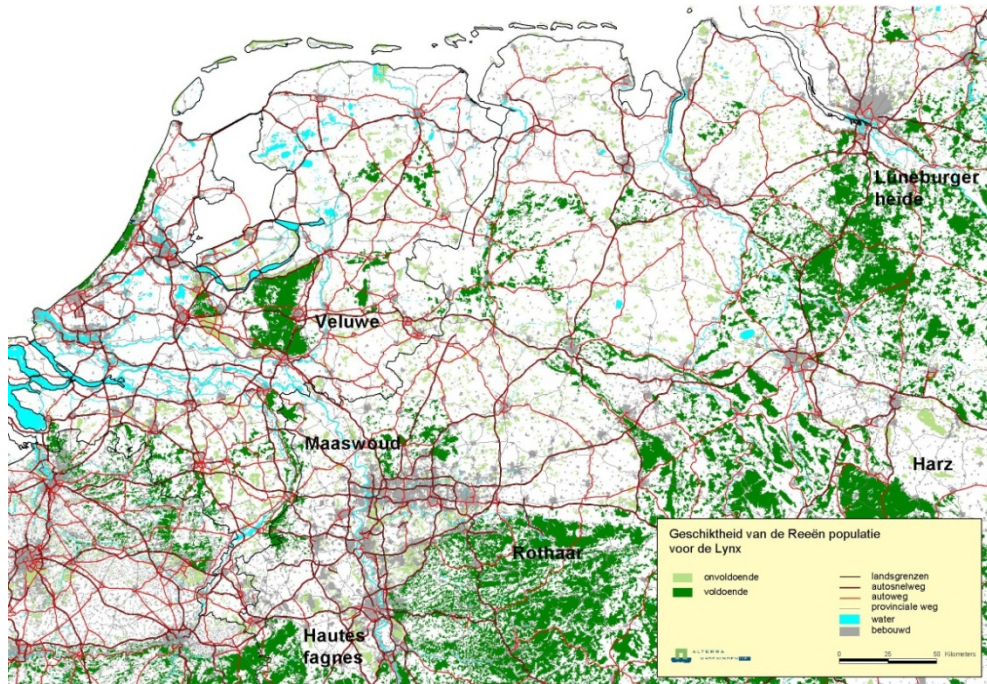 Lüneburger
heide
Veluwe
Maaswoud
Harz
Rothaar
Hautes
fagnes
Geschiktheid van de Reeën populatie
voor de Lynx
onvoldoende
voldoende
landsgrenzen
autosnelweg
autoweg
provinciale weg
water
bebouwd
ALTERRA
WAGENINGEN
0 25 50 Kilometers